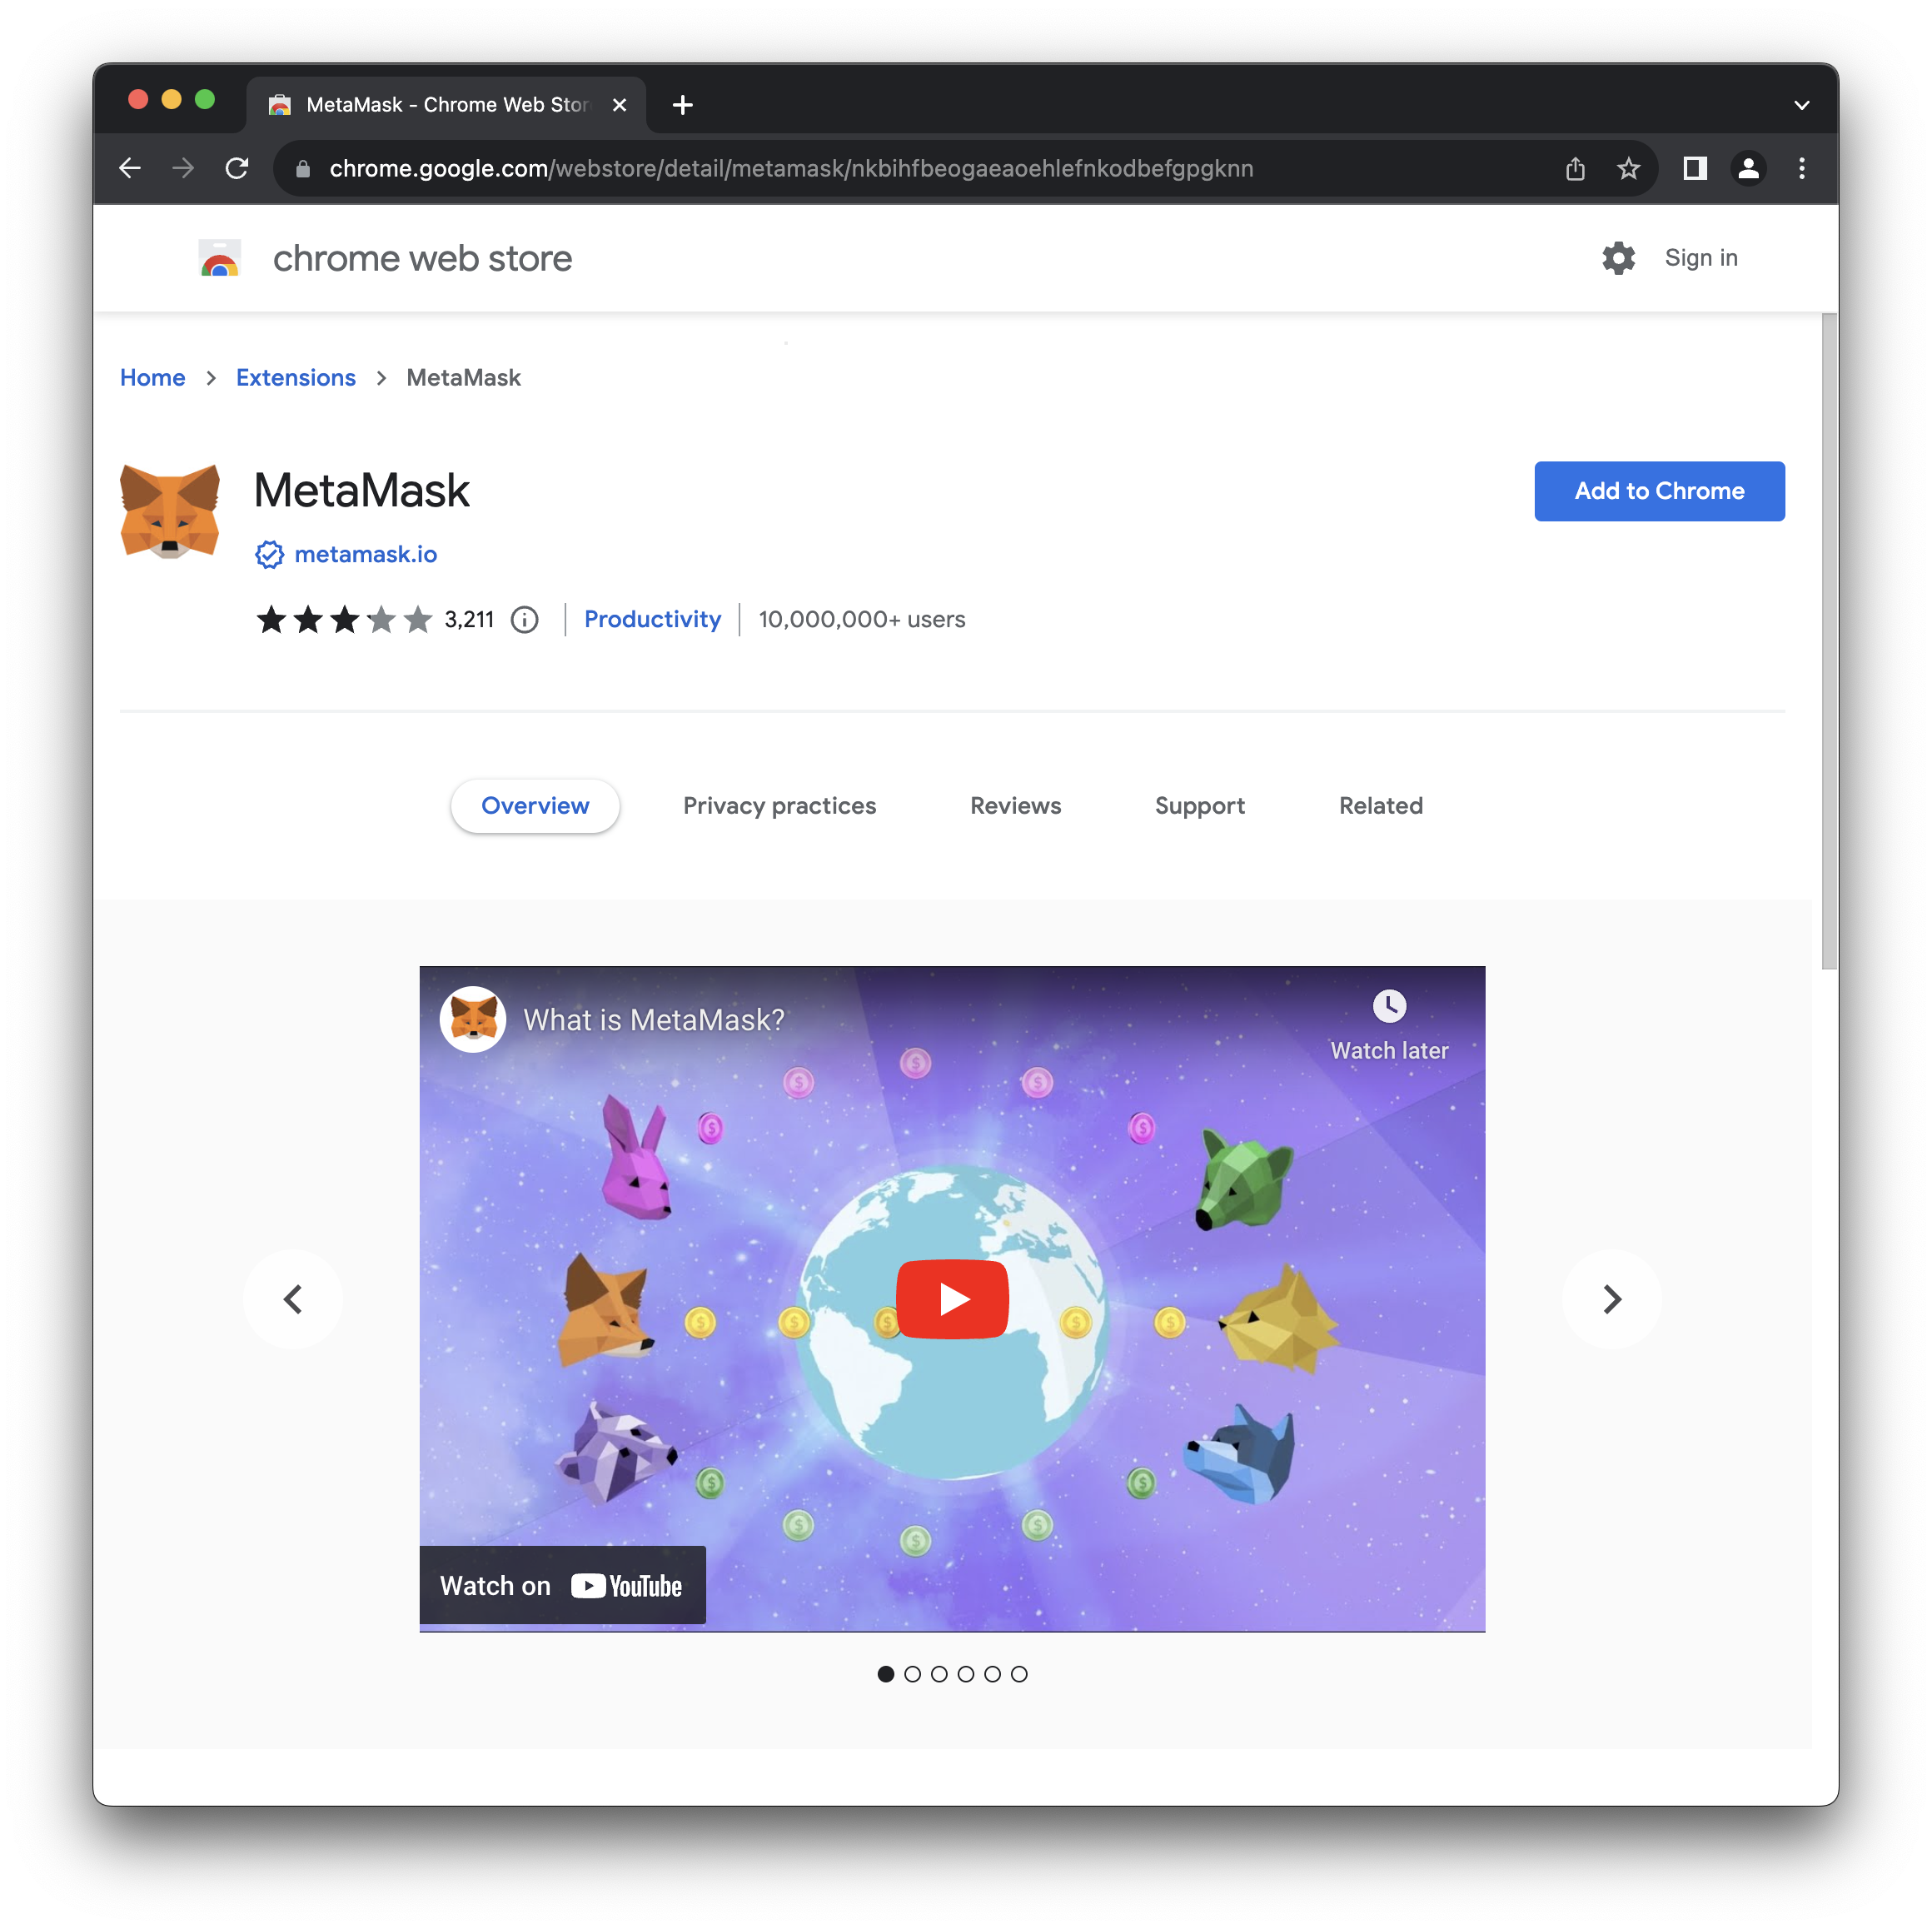 MetaMask - Chrome Web Stor
chrome.google.com/webstore/detail/metamask/nkbihfbeogaeaoehlefnkodbefgpgknn
chrome web store
Sign in
Home > Extensions > MetaMask
MetaMask
Add to Chrome
metamask.io
3,211 Productivity 10,000,000+ users
Overview Privacy practices Reviews Support Related
What is MetaMask?
Watch later
Watch on YouTube